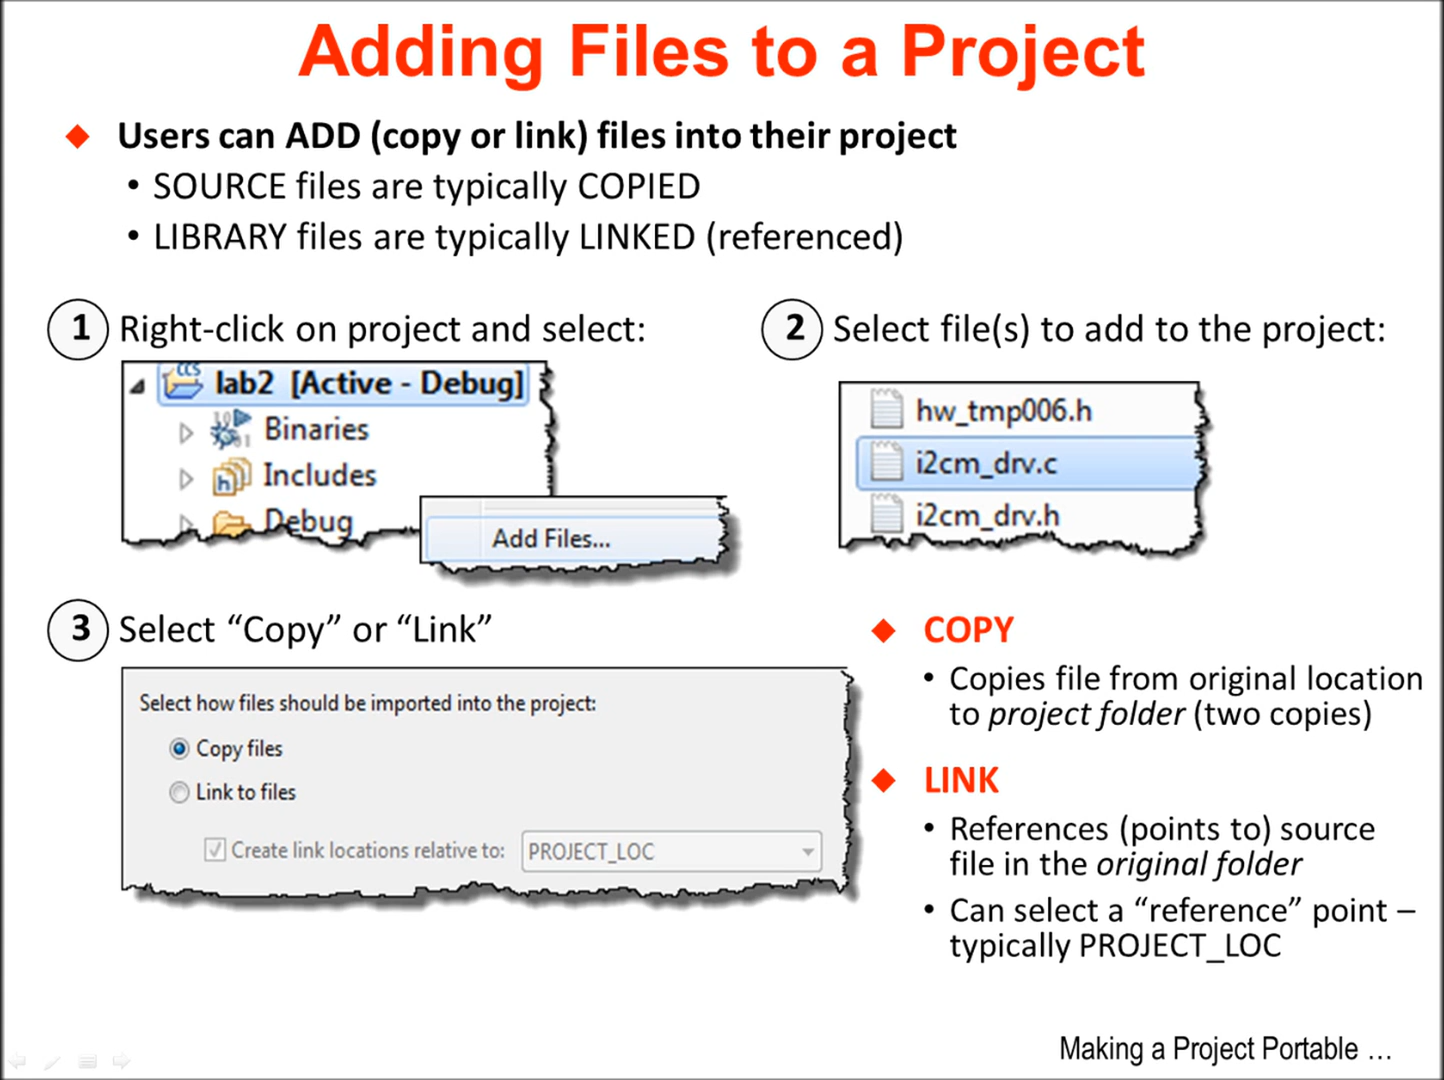 Adding Files to a Project
Users can ADD (copy or link) files into their project
• SOURCE files are typically COPIED
• LIBRARY files are typically LINKED (referenced)
1 Right-click on project and select:
CCS
lab2 [Active - Debug]
Binaries
Includes
Debug
Add Files...
2 Select file(s) to add to the project:
hw_tmp006.h
i2cm_drv.c
i2cm_drv.h
3 Select “Copy” or “Link”
Select how files should be imported into the project:
Copy files
Link to files
Create link locations relative to: PROJECT_LOC
COPY
• Copies file from original location
to project folder (two copies)
LINK
• References (points to) source
file in the original folder
• Can select a “reference” point –
typically PROJECT_LOC
Making a Project Portable ...